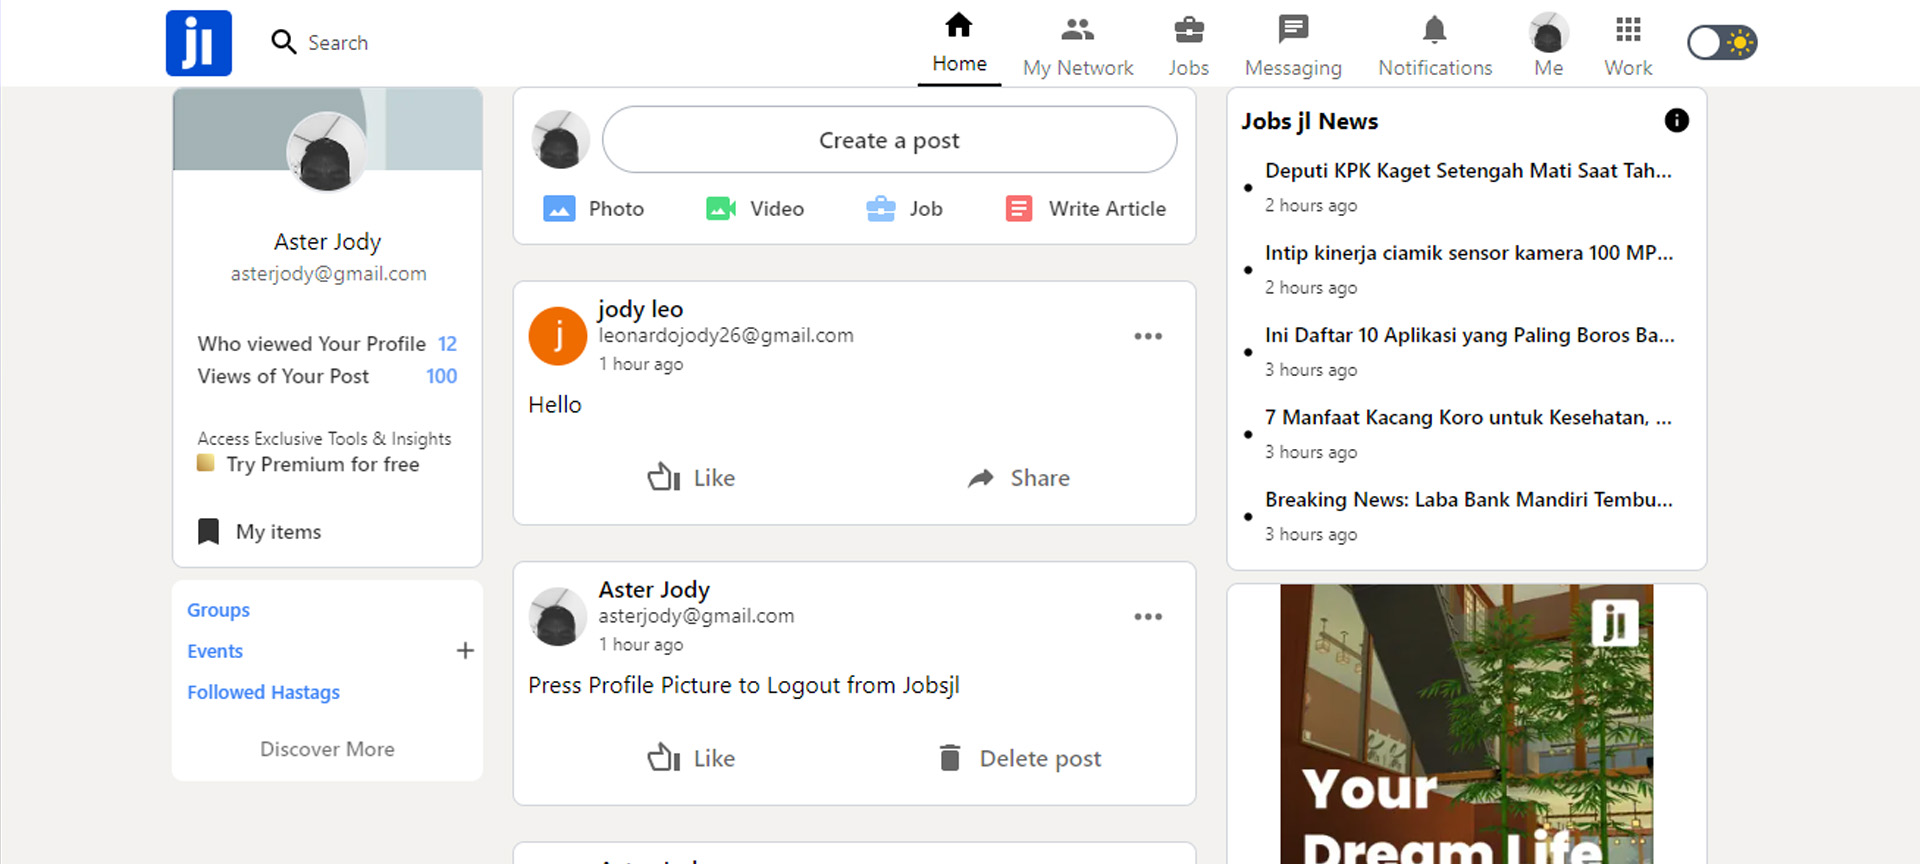 jl
Search
Home
My Network
Jobs
Messaging
Notifications
Me
Work
Aster Jody
asterjody@gmail.com
Who viewed Your Profile 12
Views of Your Post 100
Access Exclusive Tools & Insights
Try Premium for free
My items
Groups
Events +
Followed Hastags
Discover More
Create a post
Photo Video Job Write Article
j
jody leo
leonardojody26@gmail.com
1 hour ago
Hello
Like Share
Aster Jody
asterjody@gmail.com
1 hour ago
Press Profile Picture to Logout from Jobsjl
Like Delete post
Jobs jl News
Deputi KPK Kaget Setengah Mati Saat Tah...
2 hours ago
Intip kinerja ciamik sensor kamera 100 MP...
2 hours ago
Ini Daftar 10 Aplikasi yang Paling Boros Ba...
3 hours ago
7 Manfaat Kacang Koro untuk Kesehatan, ...
3 hours ago
Breaking News: Laba Bank Mandiri Tembu...
3 hours ago
jl
Your
Dream Life